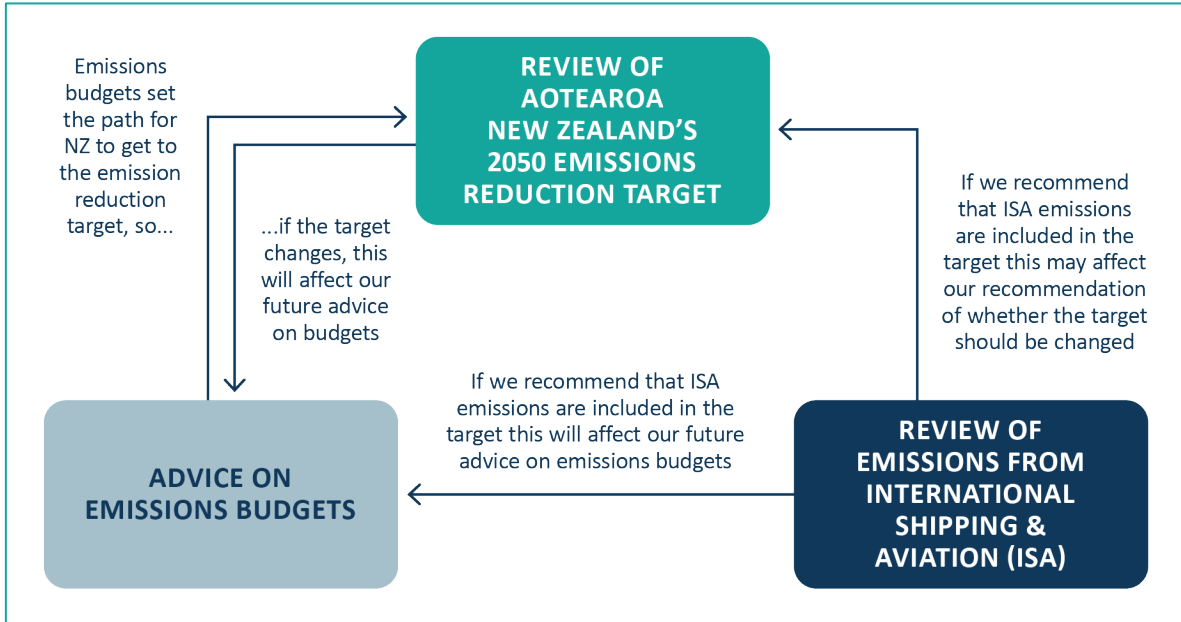 Emissions
budgets set
the path for
NZ to get to
the emission
reduction
target, so...
...if the target
changes, this
will affect our
future advice
on budgets
REVIEW OF
AOTEAROA
NEW ZEALAND’S
2050 EMISSIONS
REDUCTION TARGET
If we recommend
that ISA emissions
are included in the
target this may affect
our recommendation
of whether the target
should be changed
If we recommend that ISA
emissions are included in the
target this will affect our future
advice on emissions budgets
ADVICE ON
EMISSIONS BUDGETS
REVIEW OF
EMISSIONS FROM
INTERNATIONAL
SHIPPING &
AVIATION (ISA)